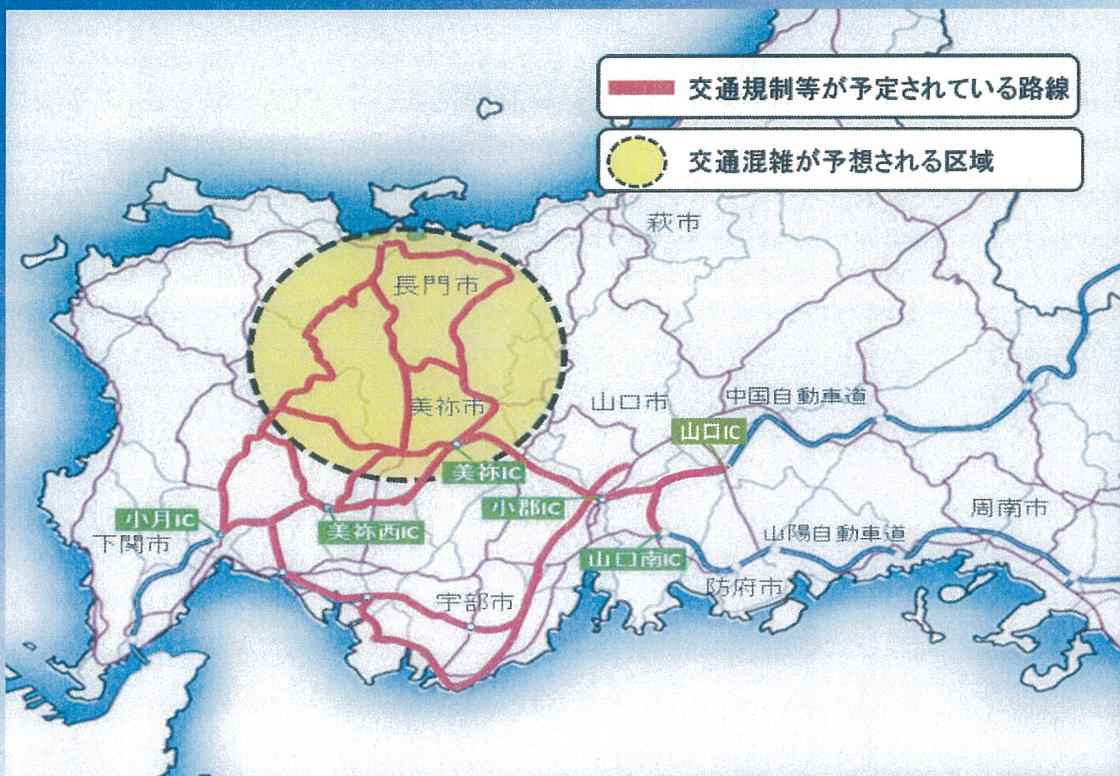 交通規制等が予定されている路線
交通混雑が予想される区域
萩市
長門市
美祢市
山口市
中国自動車道
山口IC
美祢IC
小郡IC
小月IC
美祢西IC
下関市
周南市
山陽自動車道
山口南IC
防府市
宇部市